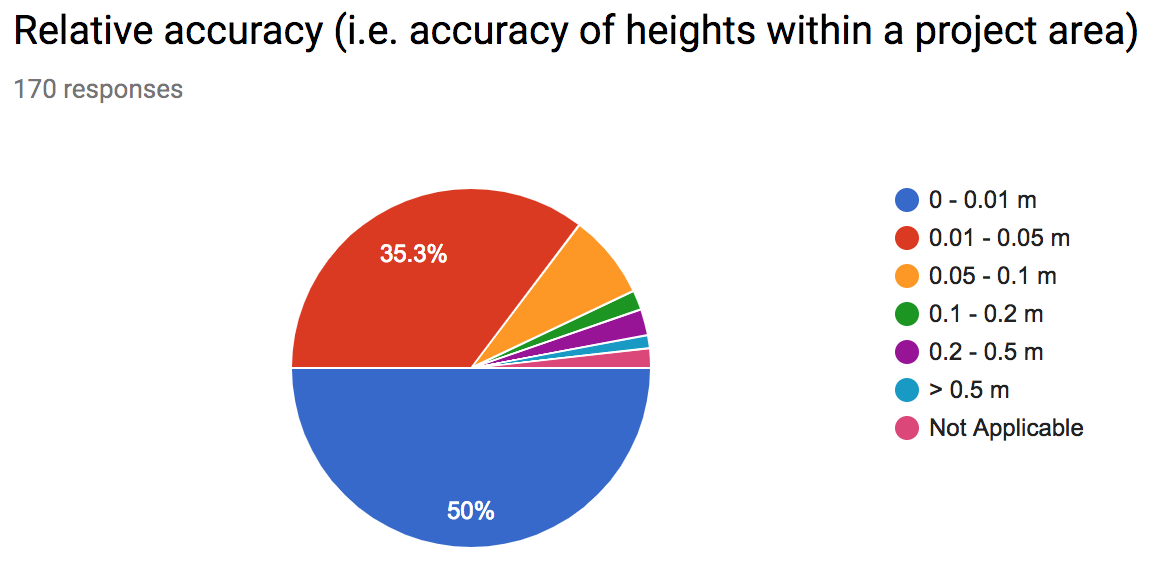 Relative accuracy (i.e. accuracy of heights within a project area)
170 responses
35.3%
50%
0 - 0.01 m
0.01 - 0.05 m
0.05 - 0.1 m
0.1 - 0.2 m
0.2 - 0.5 m
> 0.5 m
Not Applicable